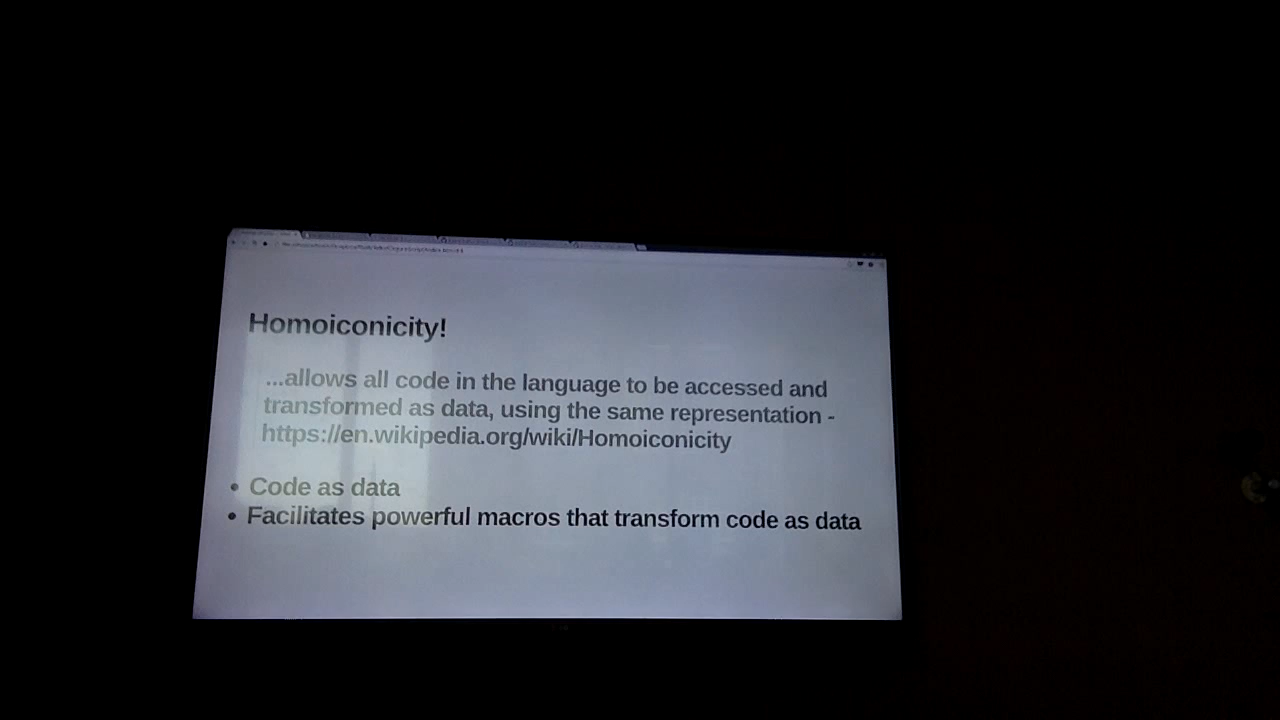 Homoiconicity!
...allows all code in the language to be accessed and
transformed as data, using the same representation -
https://en.wikipedia.org/wiki/Homoiconicity
• Code as data
• Facilitates powerful macros that transform code as data